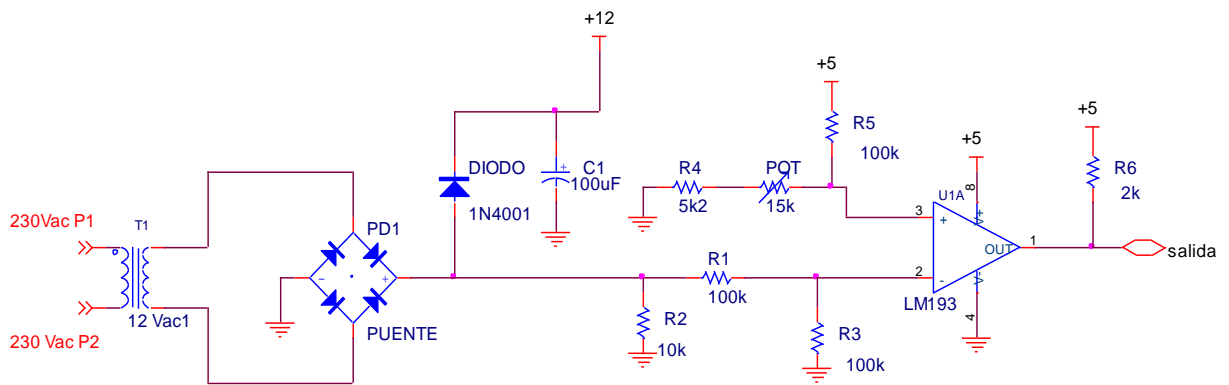 +12
+5
R5
100k
+5
+5
R6
2k
DIODO
1N4001
C1
100uF
R4
5k2
POT
15k
U1A
8
V+
3
+
OUT
1
salida
2
-
V-
4
LM193
230Vac P1
T1
12 Vac1
230 Vac P2
PD1
-
+
PUENTE
R1
100k
R2
10k
R3
100k